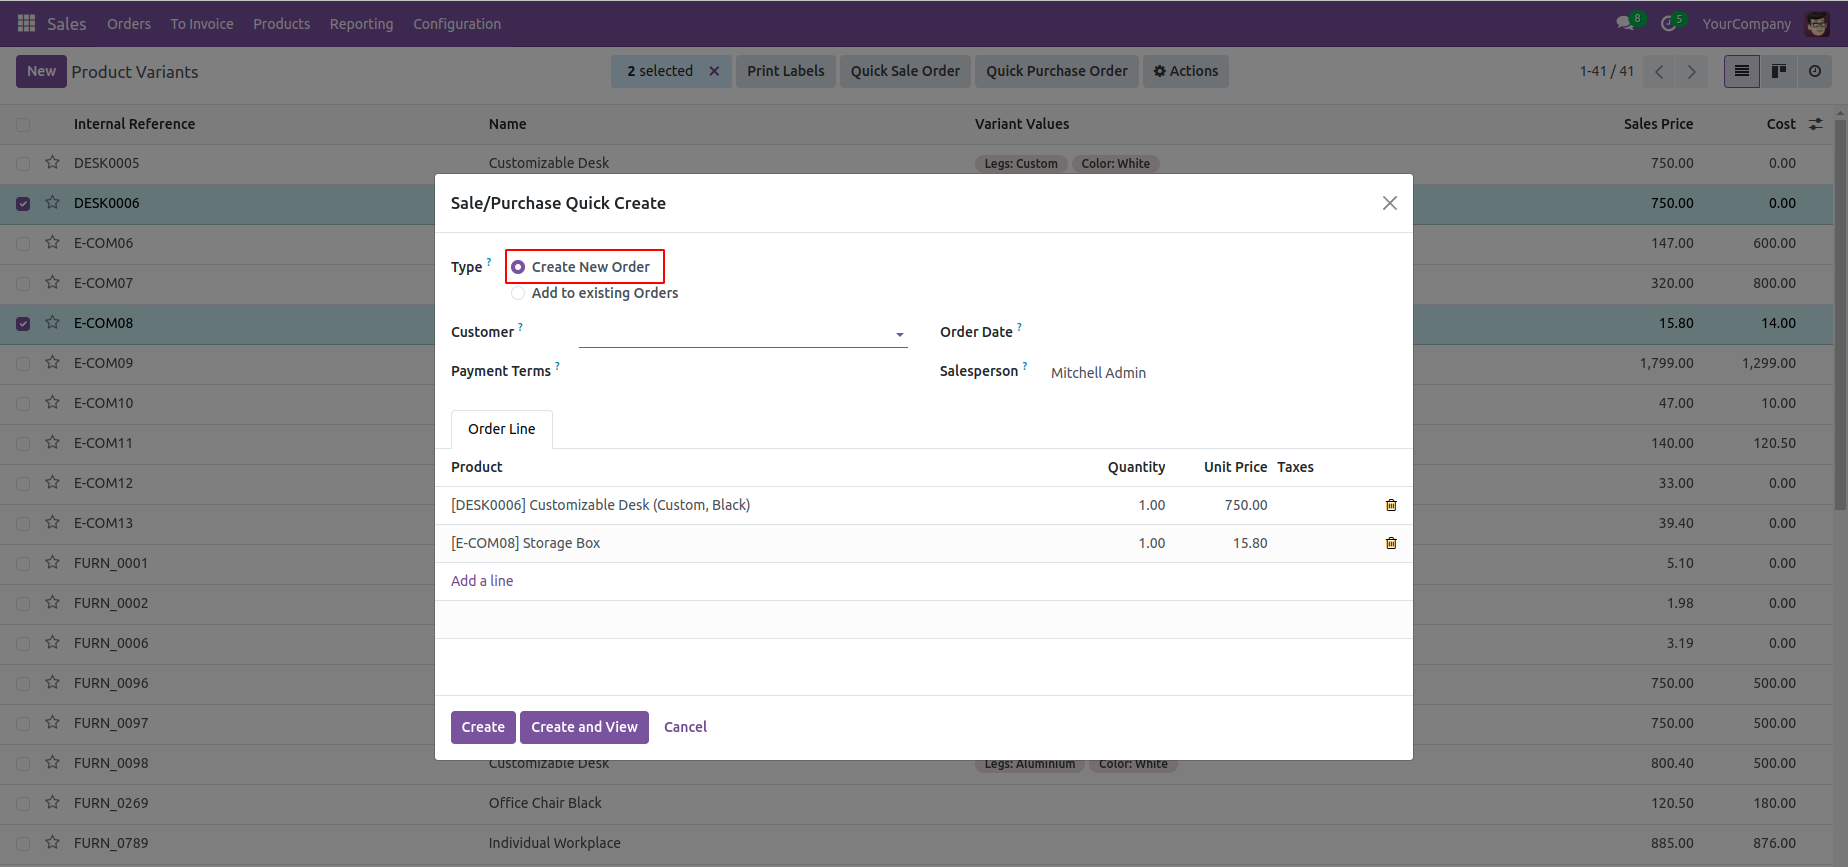 Sales Orders To Invoice Products Reporting Configuration 8 5 YourCompany
New Product Variants 2 selected Print Labels Quick Sale Order Quick Purchase Order Actions 1-41 / 41
Internal Reference Name Variant Values Sales Price Cost
DESK0005 Customizable Desk Legs: Custom Color: White 750.00 0.00
DESK0006 750.00 0.00
E-COM06 147.00 600.00
E-COM07 320.00 800.00
E-COM08 15.80 14.00
E-COM09 1,799.00 1,299.00
E-COM10 47.00 10.00
E-COM11 140.00 120.50
E-COM12 33.00 0.00
E-COM13 39.40 0.00
FURN_0001 5.10 0.00
FURN_0002 1.98 0.00
FURN_0006 3.19 0.00
FURN_0096 750.00 500.00
FURN_0097 750.00 500.00
FURN_0098 Customizable Desk Legs: Aluminium Color: White 800.40 500.00
FURN_0269 Office Chair Black 120.50 180.00
FURN_0789 Individual Workplace 885.00 876.00
Sale/Purchase Quick Create
Type ? Create New Order
Add to existing Orders
Customer ? Order Date ?
Payment Terms ? Salesperson ? Mitchell Admin
Order Line
Product Quantity Unit Price Taxes
[DESK0006] Customizable Desk (Custom, Black) 1.00 750.00
[E-COM08] Storage Box 1.00 15.80
Add a line
Create Create and View Cancel